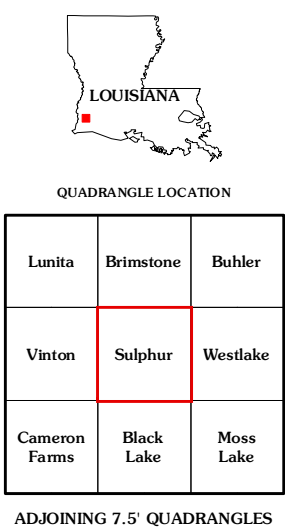 LOUISIANA
QUADRANGLE LOCATION
Lunita
Brimstone
Buhler
Vinton
Sulphur
Westlake
Cameron
Farms
Black
Lake
Moss
Lake
ADJOINING 7.5' QUADRANGLES